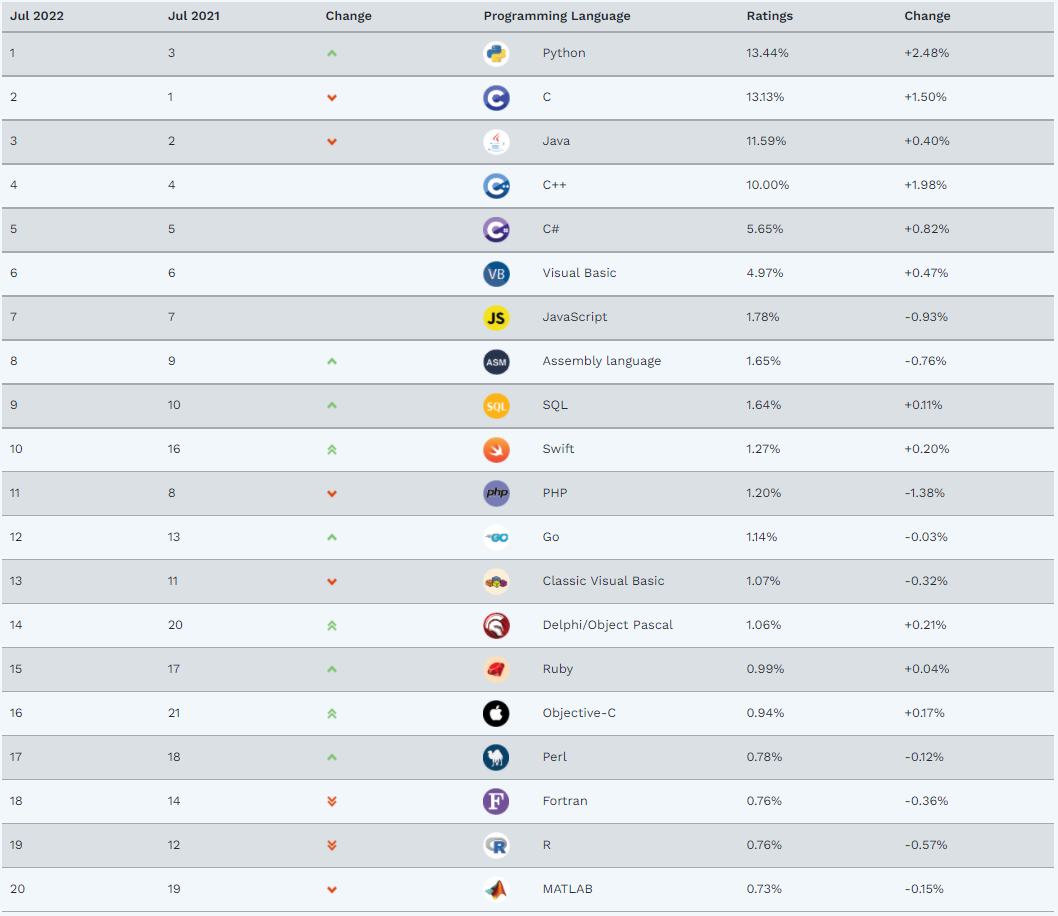 Jul 2022 Jul 2021 Change Programming Language Ratings Change
1 3 Python 13.44% +2.48%
2 1 C 13.13% +1.50%
3 2 Java 11.59% +0.40%
4 4 C++ 10.00% +1.98%
5 5 C# 5.65% +0.82%
6 6 VB Visual Basic 4.97% +0.47%
7 7 JS JavaScript 1.78% -0.93%
8 9 ASM Assembly language 1.65% -0.76%
9 10 SQL SQL 1.64% +0.11%
10 16 Swift 1.27% +0.20%
11 8 php PHP 1.20% -1.38%
12 13 GO Go 1.14% -0.03%
13 11 Classic Visual Basic 1.07% -0.32%
14 20 Delphi/Object Pascal 1.06% +0.21%
15 17 Ruby 0.99% +0.04%
16 21 Objective-C 0.94% +0.17%
17 18 Perl 0.78% -0.12%
18 14 F Fortran 0.76% -0.36%
19 12 R R 0.76% -0.57%
20 19 MATLAB 0.73% -0.15%